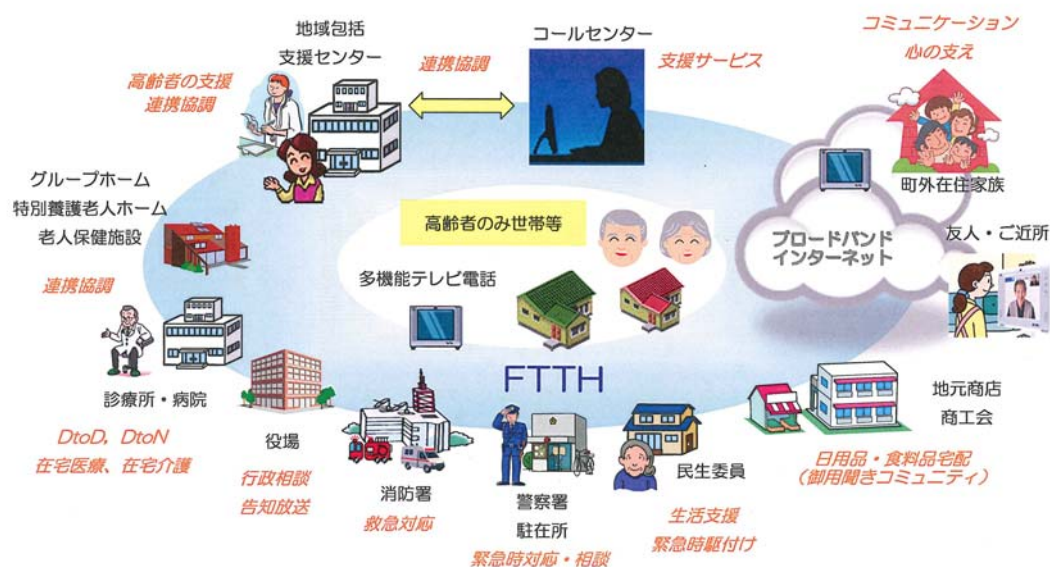 地域包括
支援センター
高齢者の支援
連携協調
連携協調
コールセンター
支援サービス
コミュニケーション
心の支え
町外在住家族
グループホーム
特別養護老人ホーム
老人保健施設
連携協調
高齢者のみ世帯等
多機能テレビ電話
ブロードバンド
インターネット
友人・ご近所
FTTH
診療所・病院
DtoD，DtoN
在宅医療、在宅介護
役場
行政相談
告知放送
消防署
救急対応
警察署
駐在所
緊急時対応・相談
民生委員
生活支援
緊急時駆付け
地元商店
商工会
日用品・食料品宅配
（御用聞きコミュニティ）